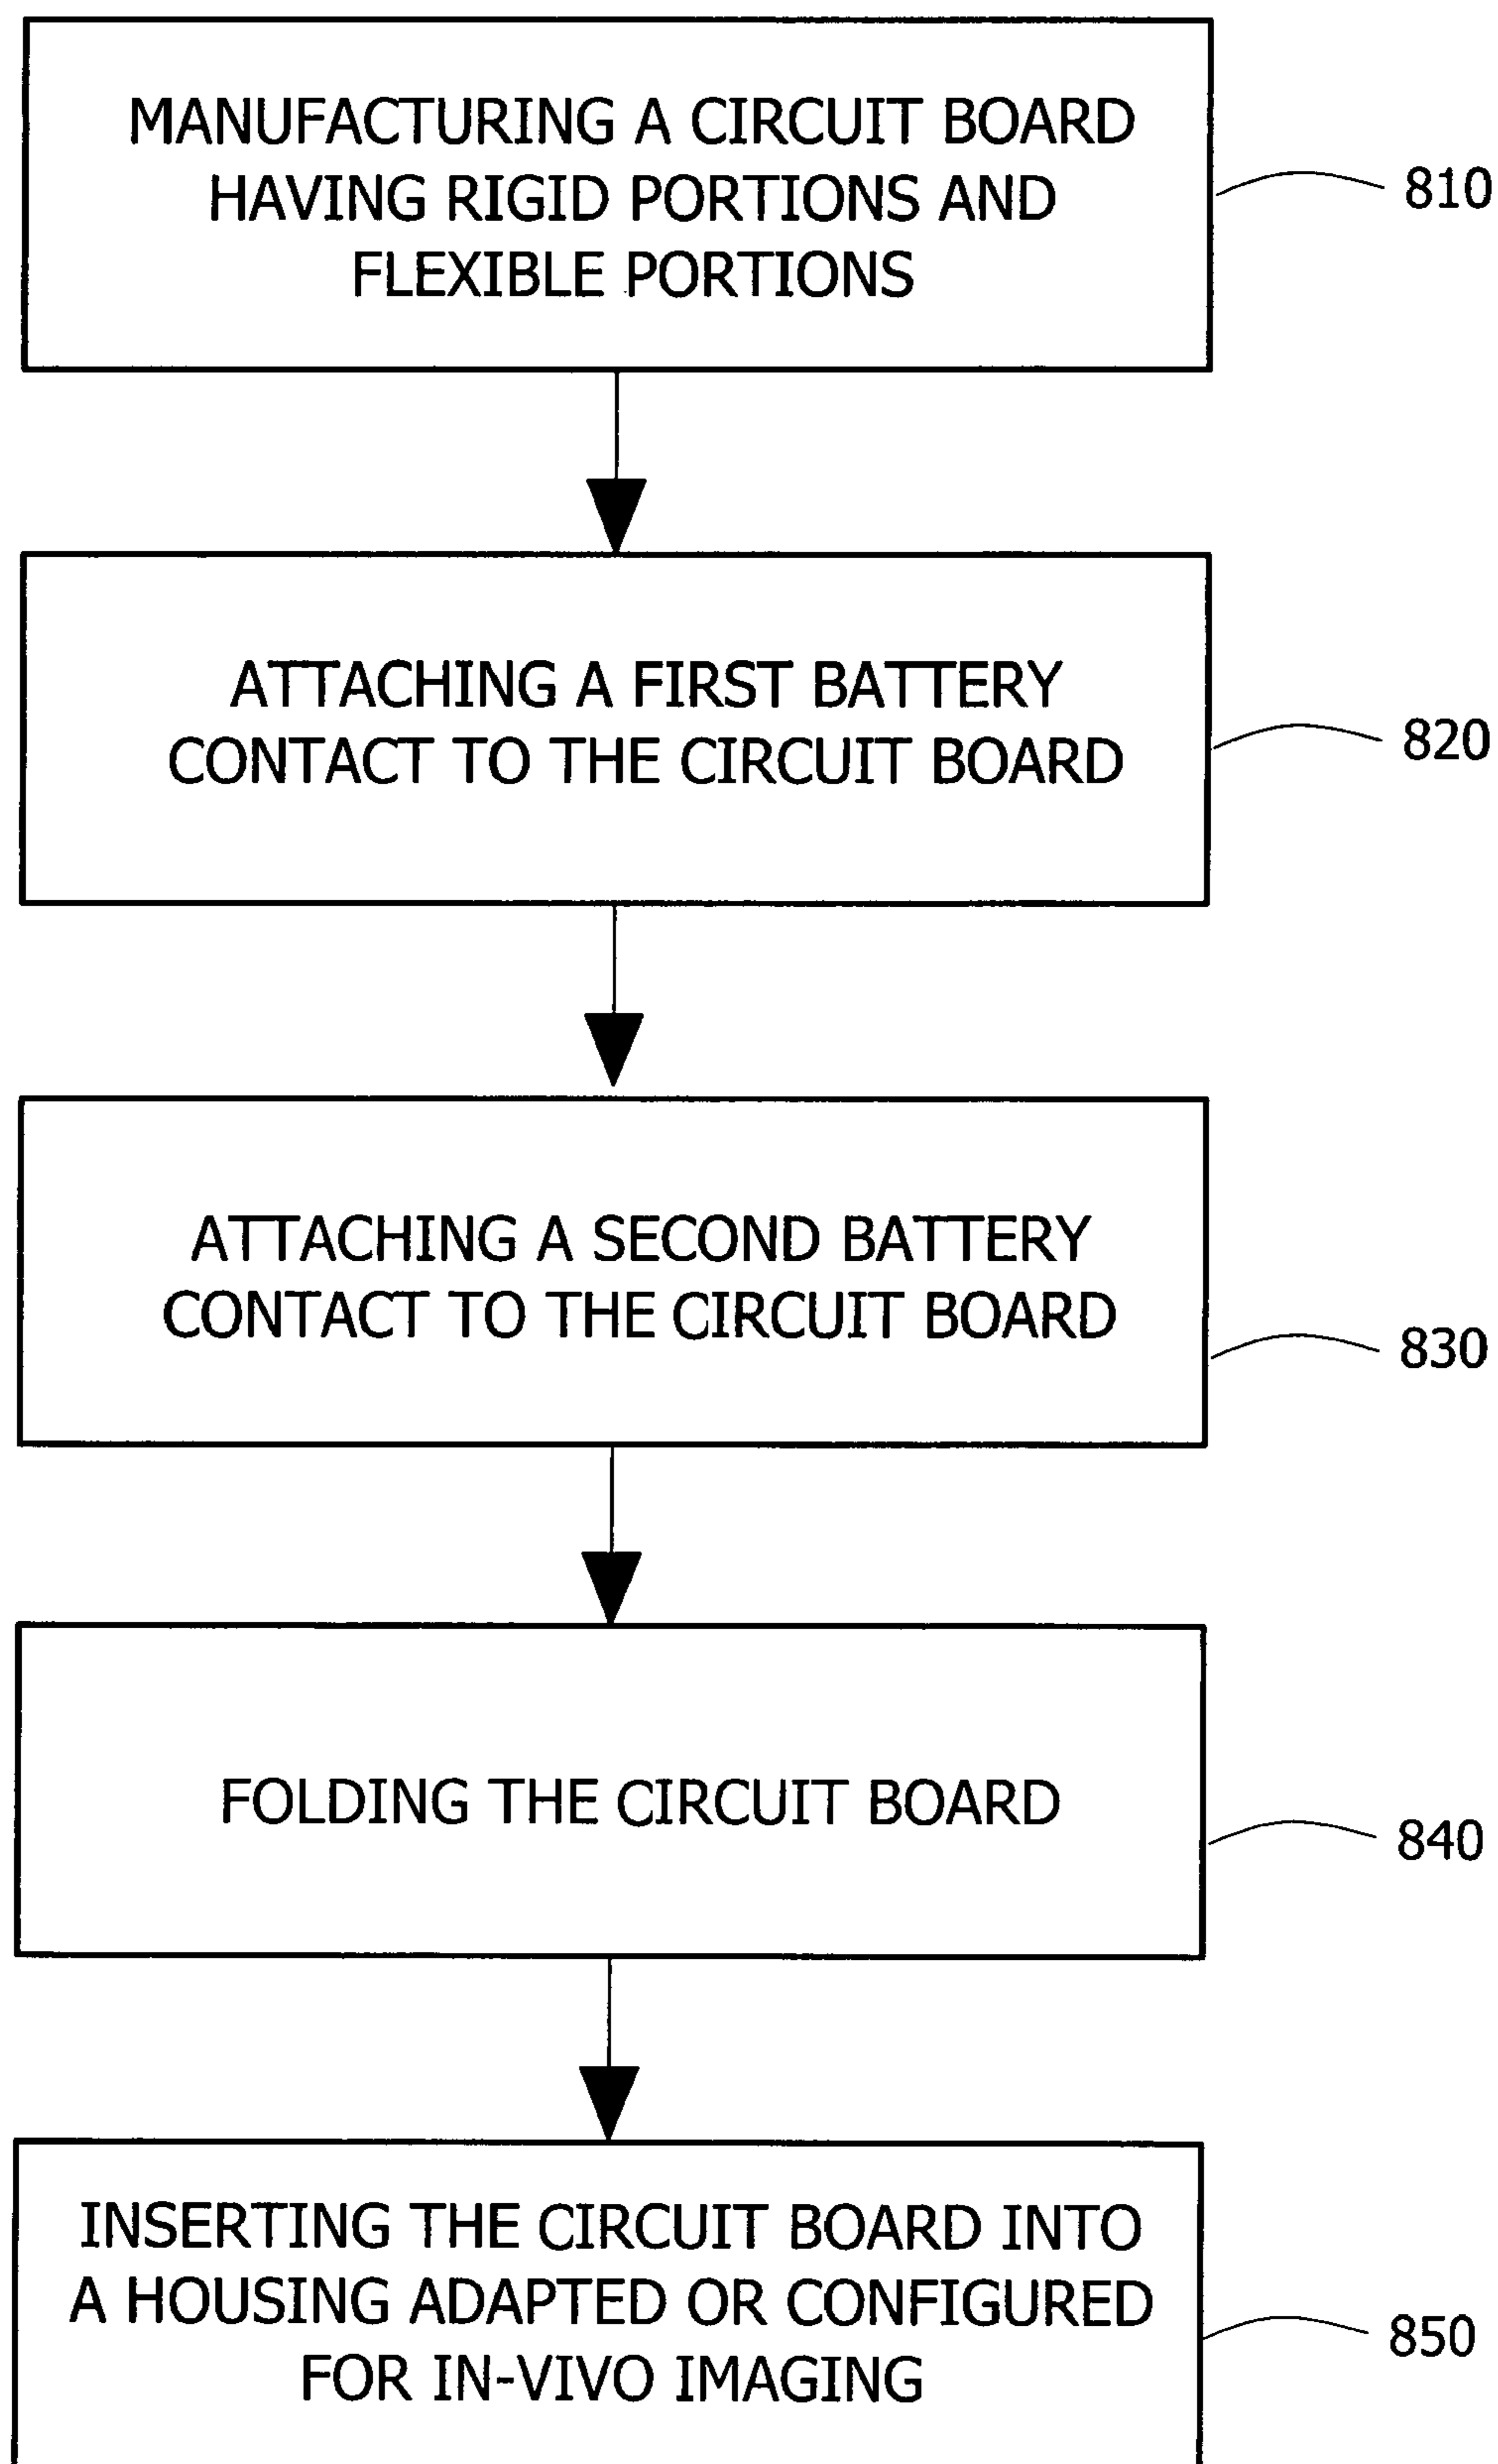 MANUFACTURING A CIRCUIT BOARD
HAVING RIGID PORTIONS AND
FLEXIBLE PORTIONS
810
ATTACHING A FIRST BATTERY
CONTACT TO THE CIRCUIT BOARD
820
ATTACHING A SECOND BATTERY
CONTACT TO THE CIRCUIT BOARD
830
FOLDING THE CIRCUIT BOARD
840
INSERTING THE CIRCUIT BOARD INTO
A HOUSING ADAPTED OR CONFIGURED
FOR IN-VIVO IMAGING
850